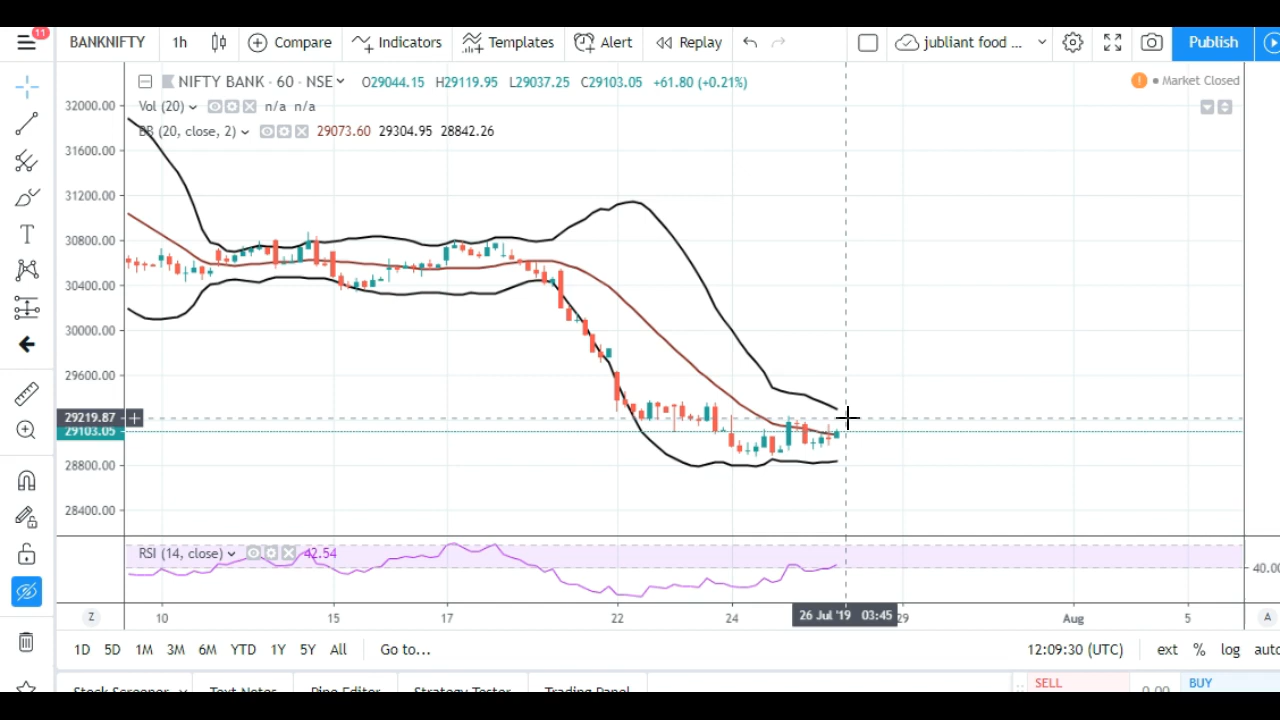 11
BANKNIFTY 1h Compare Indicators Templates Alert Replay jubliant food ... Publish
NIFTY BANK · 60 · NSE O29044.15 H29119.95 L29037.25 C29103.05 +61.80 (+0.21%) Market Closed
Vol (20) n/a n/a
BB (20, close, 2) 29073.60 29304.95 28842.26
32000.00
31600.00
31200.00
30800.00
30400.00
30000.00
29600.00
29219.87
29103.05
28800.00
28400.00
RSI (14, close) 42.54
40.00
Z 10 15 17 22 24 26 Jul '19 03:45 29 Aug 5 A
1D 5D 1M 3M 6M YTD 1Y 5Y All Go to... 12:09:30 (UTC) ext % log auto
Stock Screener Text Notes Pine Editor Strategy Tester Trading Panel SELL 0.00 BUY